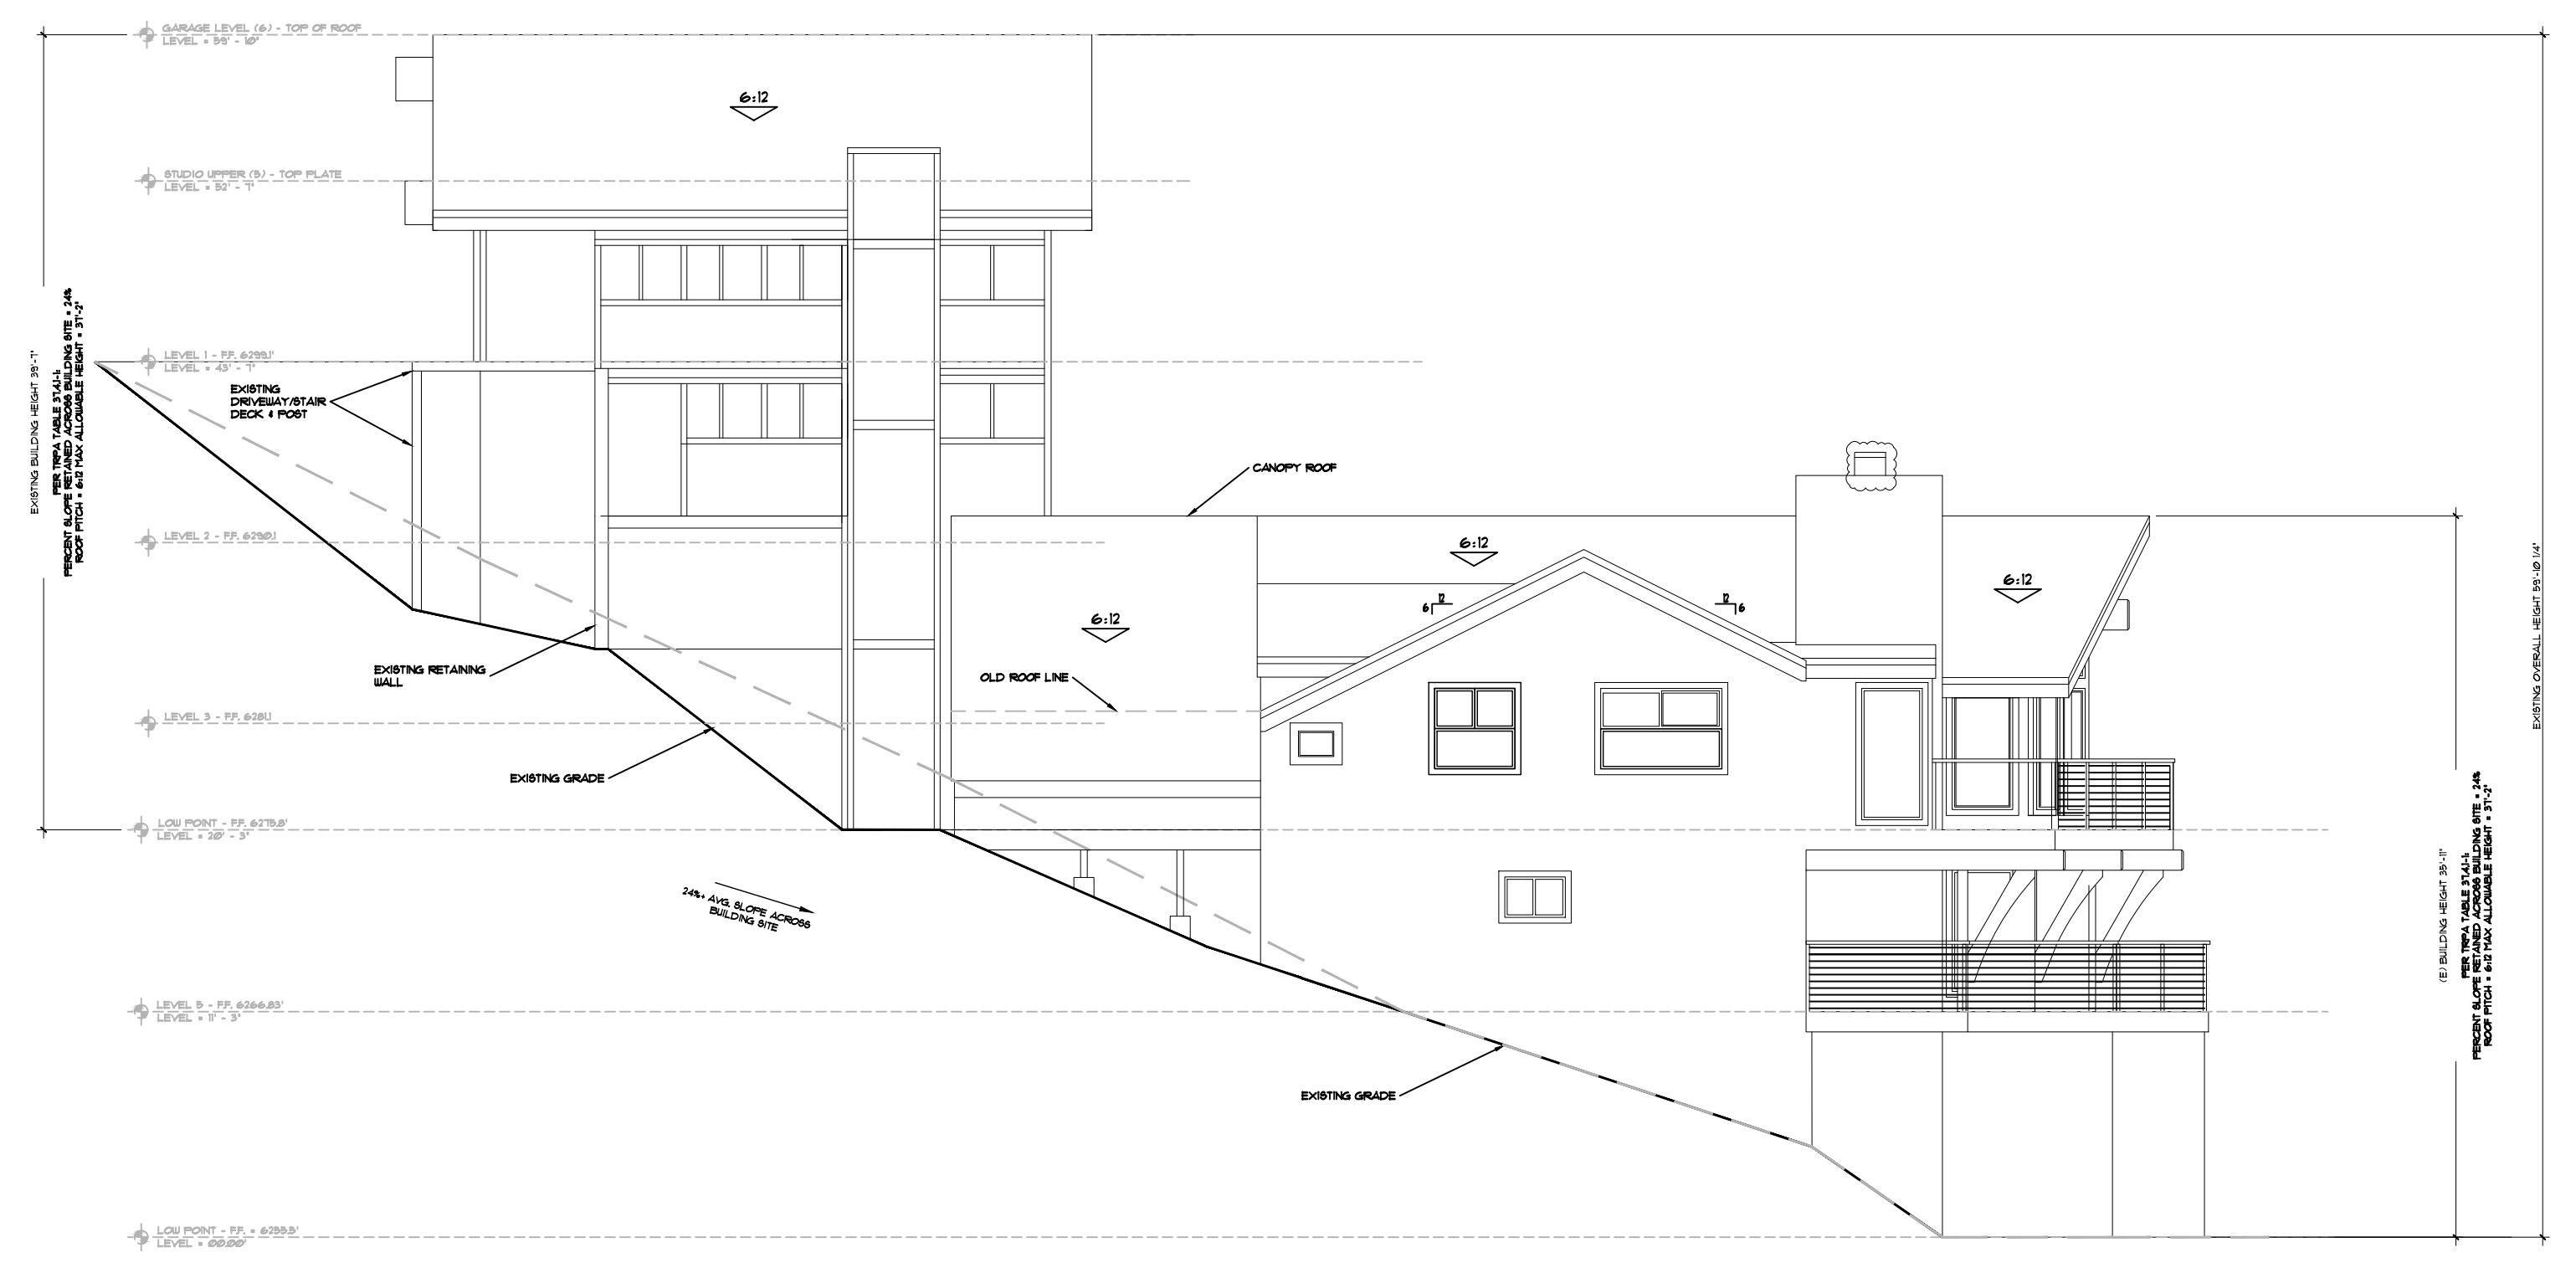 GARAGE LEVEL (6) - TOP OF ROOF
LEVEL = 59' - 10"
6:12
STUDIO UPPER (5) - TOP PLATE
LEVEL = 52' - 7"
EXISTING BUILDING HEIGHT 39'-7"
PER TRPA TABLE 37.4.1-1:
PERCENT SLOPE RETAINED ACROSS BUILDING SITE = 24%
ROOF PITCH = 6:12 MAX ALLOWABLE HEIGHT = 37'-2"
LEVEL 1 - F.F. 6299.1'
LEVEL = 43' - 7"
EXISTING
DRIVEWAY/STAIR
DECK & POST
CANOPY ROOF
LEVEL 2 - F.F. 6290.1
6:12
6:12
12
6
12
6
6:12
EXISTING RETAINING
WALL
OLD ROOF LINE
LEVEL 3 - F.F. 6281.1
EXISTING GRADE
LOW POINT - F.F. 6275.8'
LEVEL = 20' - 3"
24%+ AVG. SLOPE ACROSS
BUILDING SITE
LEVEL 5 - F.F. 6266.83'
LEVEL = 11' - 3"
EXISTING GRADE
LOW POINT - F.F. = 6255.5'
LEVEL = 00.00'
(E) BUILDING HEIGHT 35'-11"
PER TRPA TABLE 37.4.1-1:
PERCENT SLOPE RETAINED ACROSS BUILDING SITE = 24%
ROOF PITCH = 6:12 MAX ALLOWABLE HEIGHT = 37'-2"
EXISTING OVERALL HEIGHT 59'-10 1/4"